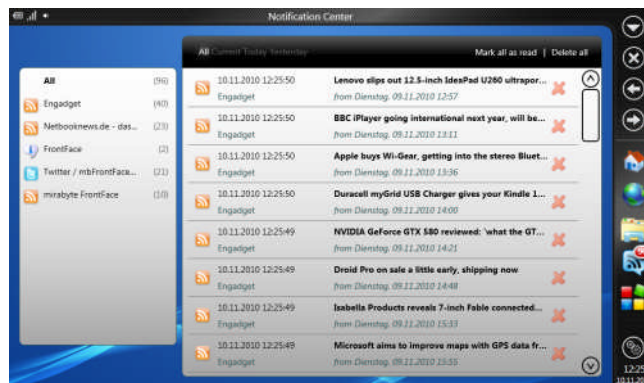 Notification Center
All Current Today Yesterday
Mark all as read | Delete all
All (96)
Engadget (40)
Netbooknews.de - das... (23)
FrontFace (2)
Twitter / mbFrontFace... (21)
mirabyte FrontFace (10)
10.11.2010 12:25:50 Lenovo slips out 12.5-inch IdeaPad U260 ultrapor...
Engadget from Dienstag, 09.11.2010 12:57
10.11.2010 12:25:50 BBC iPlayer going international next year, will be...
Engadget from Dienstag, 09.11.2010 13:11
10.11.2010 12:25:50 Apple buys Wi-Gear, getting into the stereo Bluet...
Engadget from Dienstag, 09.11.2010 13:36
10.11.2010 12:25:50 Duracell myGrid USB Charger gives your Kindle 1...
Engadget from Dienstag, 09.11.2010 14:00
10.11.2010 12:25:49 NVIDIA GeForce GTX 580 reviewed: 'what the GT...
Engadget from Dienstag, 09.11.2010 14:21
10.11.2010 12:25:49 Droid Pro on sale a little early, shipping now
Engadget from Dienstag, 09.11.2010 14:48
10.11.2010 12:25:49 Isabella Products reveals 7-inch Fable connected...
Engadget from Dienstag, 09.11.2010 15:33
10.11.2010 12:25:49 Microsoft aims to improve maps with GPS data fr...
Engadget from Dienstag, 09.11.2010 15:55